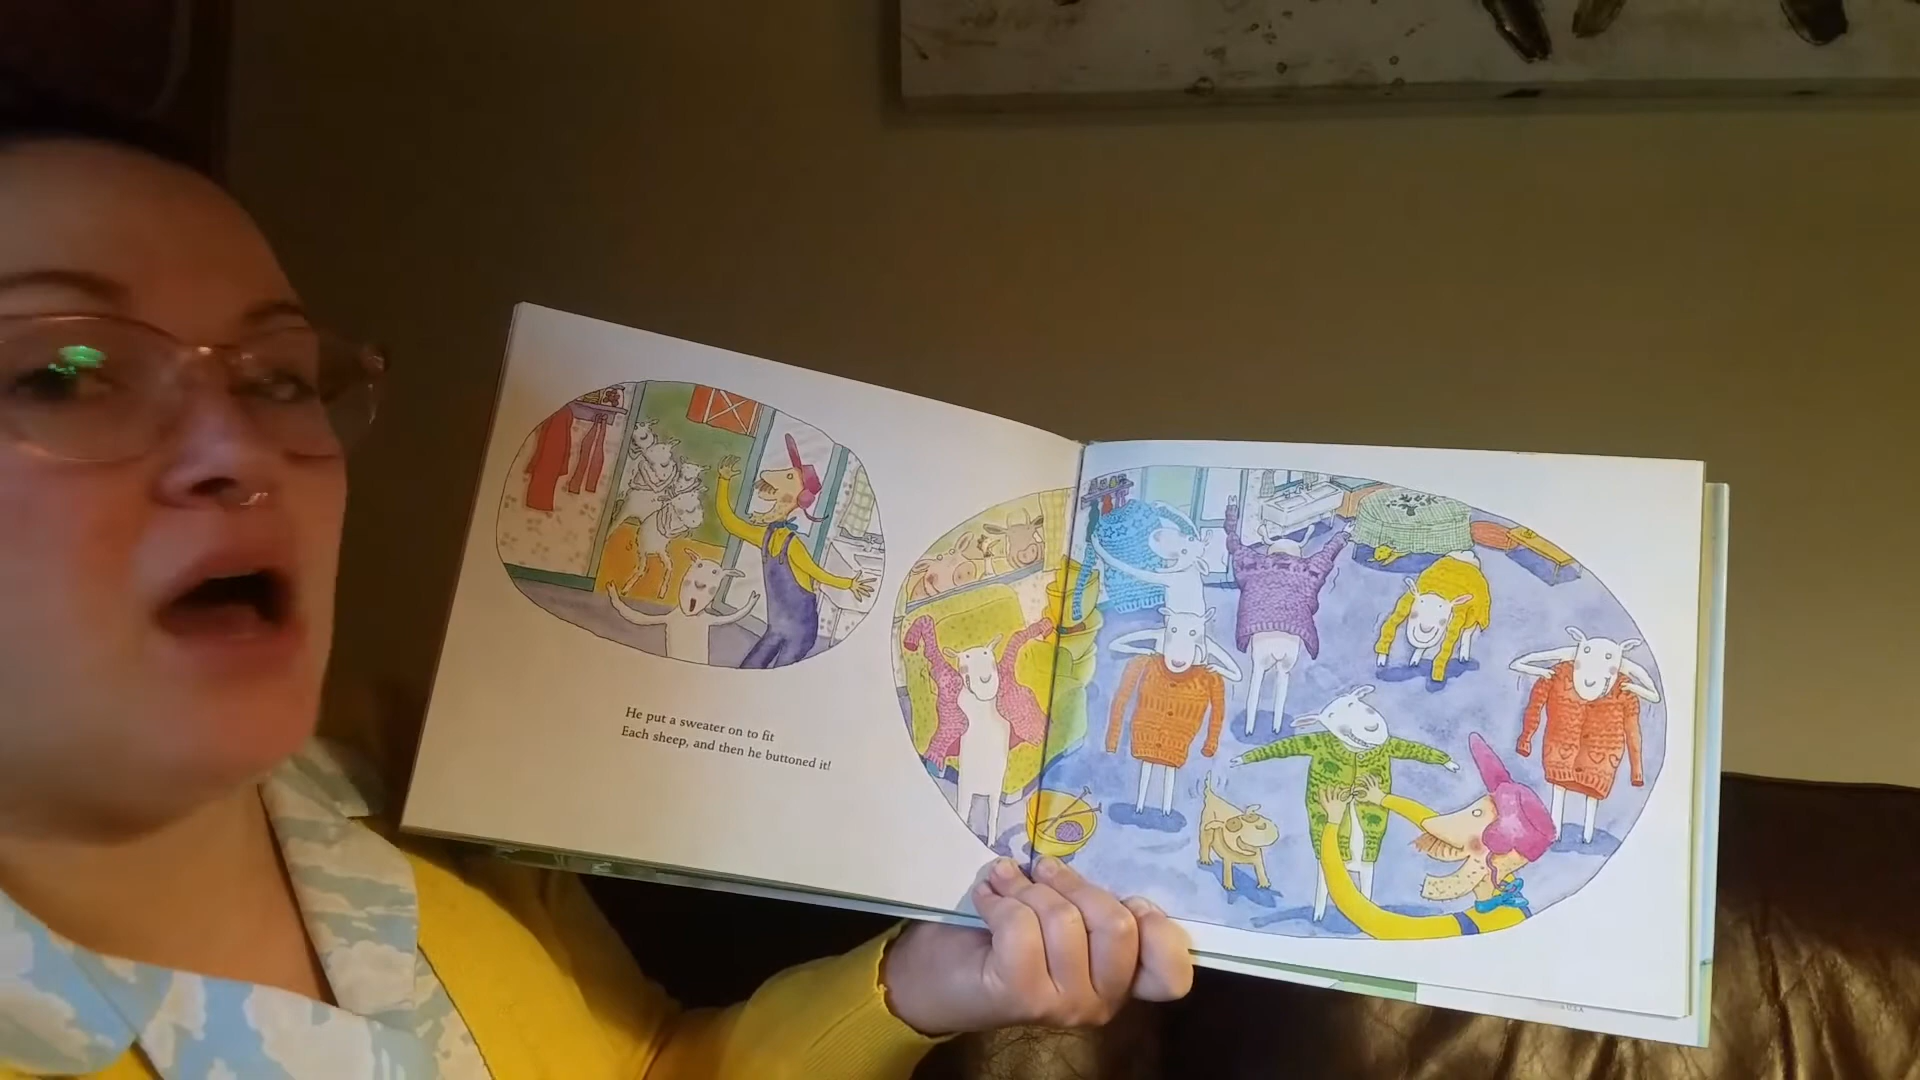 He put a sweater on to fit
Each sheep, and then he buttoned it!